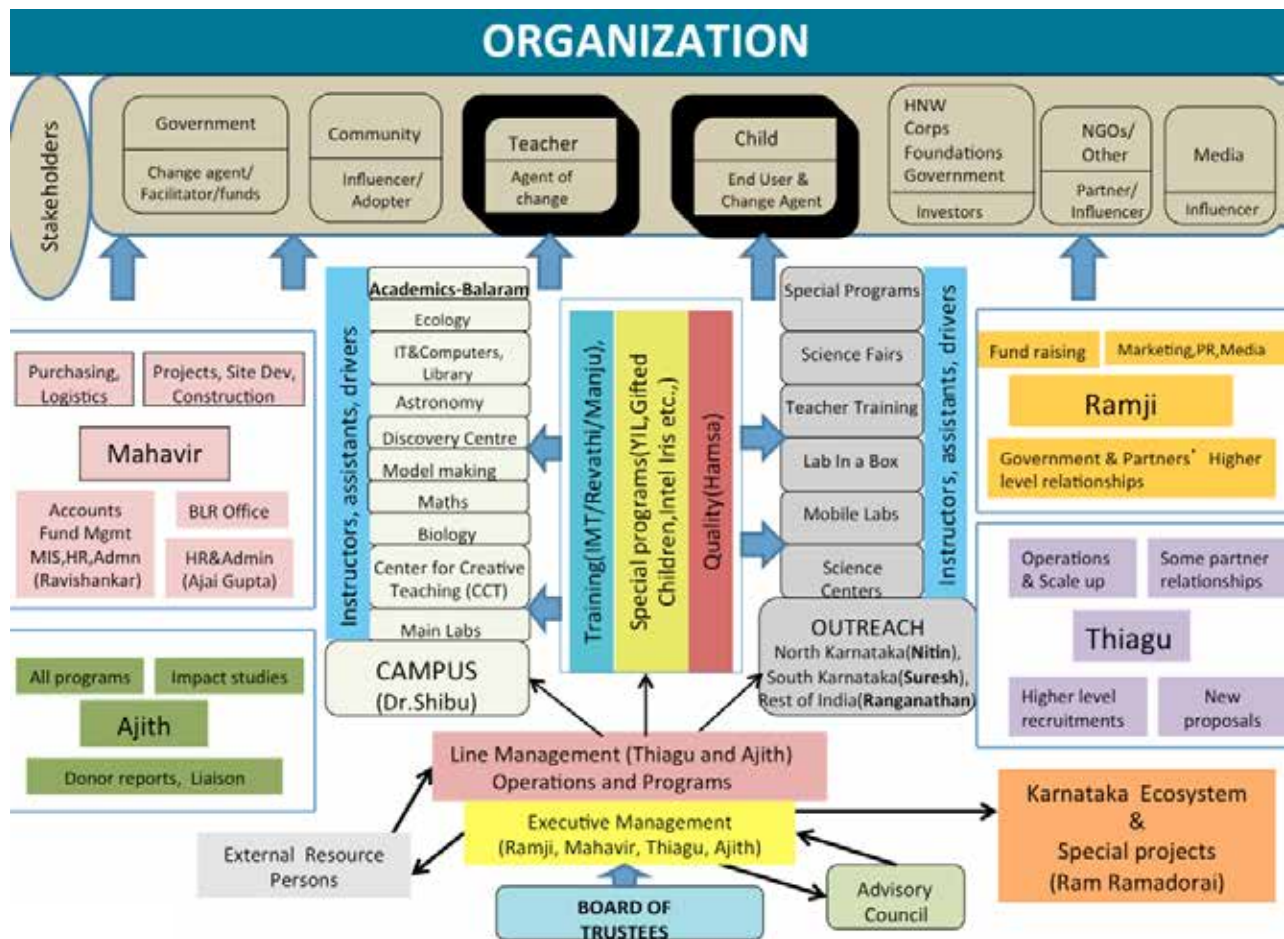 ORGANIZATION
Stakeholders
Government
Change agent/
Facilitator/funds
Community
Influencer/
Adopter
Teacher
Agent of
change
Child
End User &
Change Agent
HNW
Corps
Foundations
Government
Investors
NGOs/
Other
Partner/
Influencer
Media
Influencer
Purchasing,
Logistics
Projects, Site Dev,
Construction
Mahavir
Accounts
Fund Mgmt
MIS,HR,Admn
(Ravishankar)
BLR Office
HR&Admin
(Ajai Gupta)
All programs
Impact studies
Ajith
Donor reports, Liaison
Instructors, assistants, drivers
Academics-Balaram
Ecology
IT&Computers,
Library
Astronomy
Discovery Centre
Model making
Maths
Biology
Center for Creative
Teaching (CCT)
Main Labs
CAMPUS
(Dr.Shibu)
Training(IMT/Revathi/Manju),
Special programs(YIL,Gifted
Children,Intel Iris etc.,)
Quality(Hamsa)
Special Programs
Science Fairs
Teacher Training
Lab In a Box
Mobile Labs
Science
Centers
Instructors, assistants, drivers
OUTREACH
North Karnataka(Nitin),
South Karnataka(Suresh),
Rest of India(Ranganathan)
Fund raising
Marketing,PR,Media
Ramji
Government & Partners' Higher
level relationships
Operations
& Scale up
Some partner
relationships
Thiagu
Higher level
recruitments
New
proposals
Line Management (Thiagu and Ajith)
Operations and Programs
Executive Management
(Ramji, Mahavir, Thiagu, Ajith)
External Resource
Persons
BOARD OF
TRUSTEES
Advisory
Council
Karnataka Ecosystem
&
Special projects
(Ram Ramadorai)